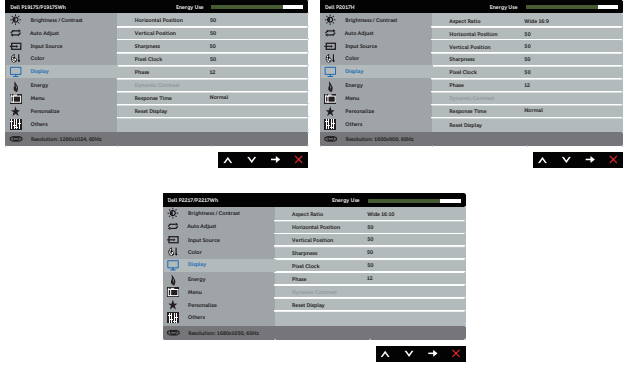 Dell P1917S/P1917SWh Energy Use
Brightness / Contrast Horizontal Position 50
Auto Adjust Vertical Position 50
Input Source Sharpness 50
Color Pixel Clock 50
Display Phase 12
Energy Dynamic Contrast
Menu Response Time Normal
Personalize Reset Display
Others
Resolution: 1280x1024, 60Hz
Dell P2017H Energy Use
Brightness / Contrast Aspect Ratio Wide 16:9
Auto Adjust Horizontal Position 50
Input Source Vertical Position 50
Color Sharpness 50
Display Pixel Clock 50
Energy Phase 12
Menu Dynamic Contrast
Personalize Response Time Normal
Others Reset Display
Resolution: 1600x900, 60Hz
Dell P2217/P2217Wh Energy Use
Brightness / Contrast Aspect Ratio Wide 16:10
Auto Adjust Horizontal Position 50
Input Source Vertical Position 50
Color Sharpness 50
Display Pixel Clock 50
Energy Phase 12
Menu Dynamic Contrast
Personalize Reset Display
Others
Resolution: 1680x1050, 60Hz